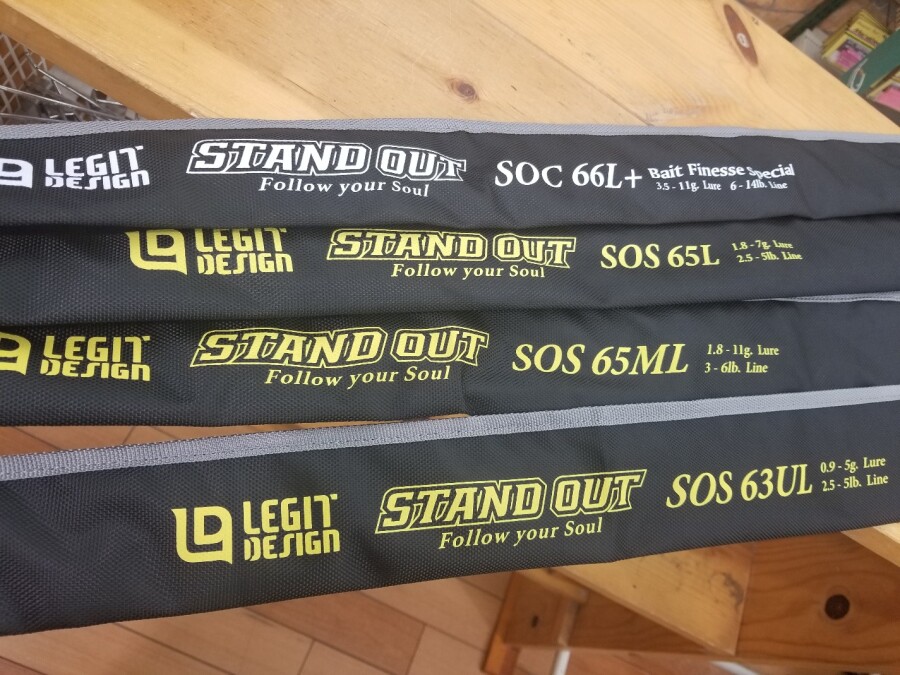 LEGIT DESIGN STAND OUT SOC 66L+ Bait Finesse Special
Follow your Soul 3.5 - 11g. Lure 6 - 14lb. Line
LEGIT DESIGN STAND OUT SOS 65L 1.8 - 7g. Lure
Follow your Soul 2.5 - 5lb. Line
LEGIT DESIGN STAND OUT SOS 65ML 1.8 - 11g. Lure
Follow your Soul 3 - 6lb. Line
LEGIT DESIGN STAND OUT SOS 63UL 0.9 - 5g. Lure
Follow your Soul 2.5 - 5lb. Line